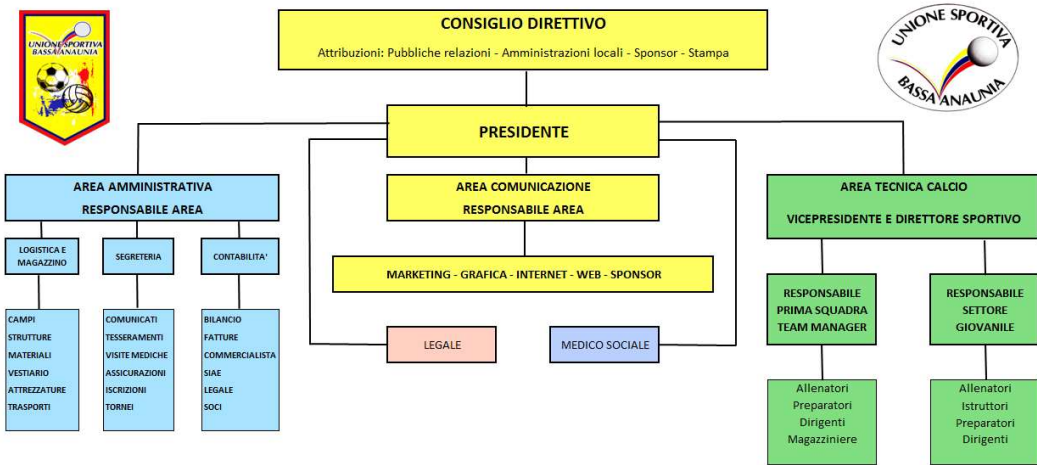 CONSIGLIO DIRETTIVO
Attribuzioni: Pubbliche relazioni - Amministrazioni locali - Sponsor - Stampa
UNIONE SPORTIVA
BASSA ANAUNIA
UNIONE SPORTIVA
BASSA ANAUNIA
PRESIDENTE
AREA AMMINISTRATIVA
RESPONSABILE AREA
AREA COMUNICAZIONE
RESPONSABILE AREA
AREA TECNICA CALCIO
VICEPRESIDENTE E DIRETTORE SPORTIVO
LOGISTICA E
MAGAZZINO
SEGRETERIA
CONTABILITA'
MARKETING - GRAFICA - INTERNET - WEB - SPONSOR
RESPONSABILE
PRIMA SQUADRA
TEAM MANAGER
RESPONSABILE
SETTORE
GIOVANILE
CAMPI
STRUTTURE
MATERIALI
VESTIARIO
ATTREZZATURE
TRASPORTI
COMUNICATI
TESSERAMENTI
VISITE MEDICHE
ASSICURAZIONI
ISCRIZIONI
TORNEI
BILANCIO
FATTURE
COMMERCIALISTA
SIAE
LEGALE
SOCI
LEGALE
MEDICO SOCIALE
Allenatori
Preparatori
Dirigenti
Magazziniere
Allenatori
Istruttori
Preparatori
Dirigenti